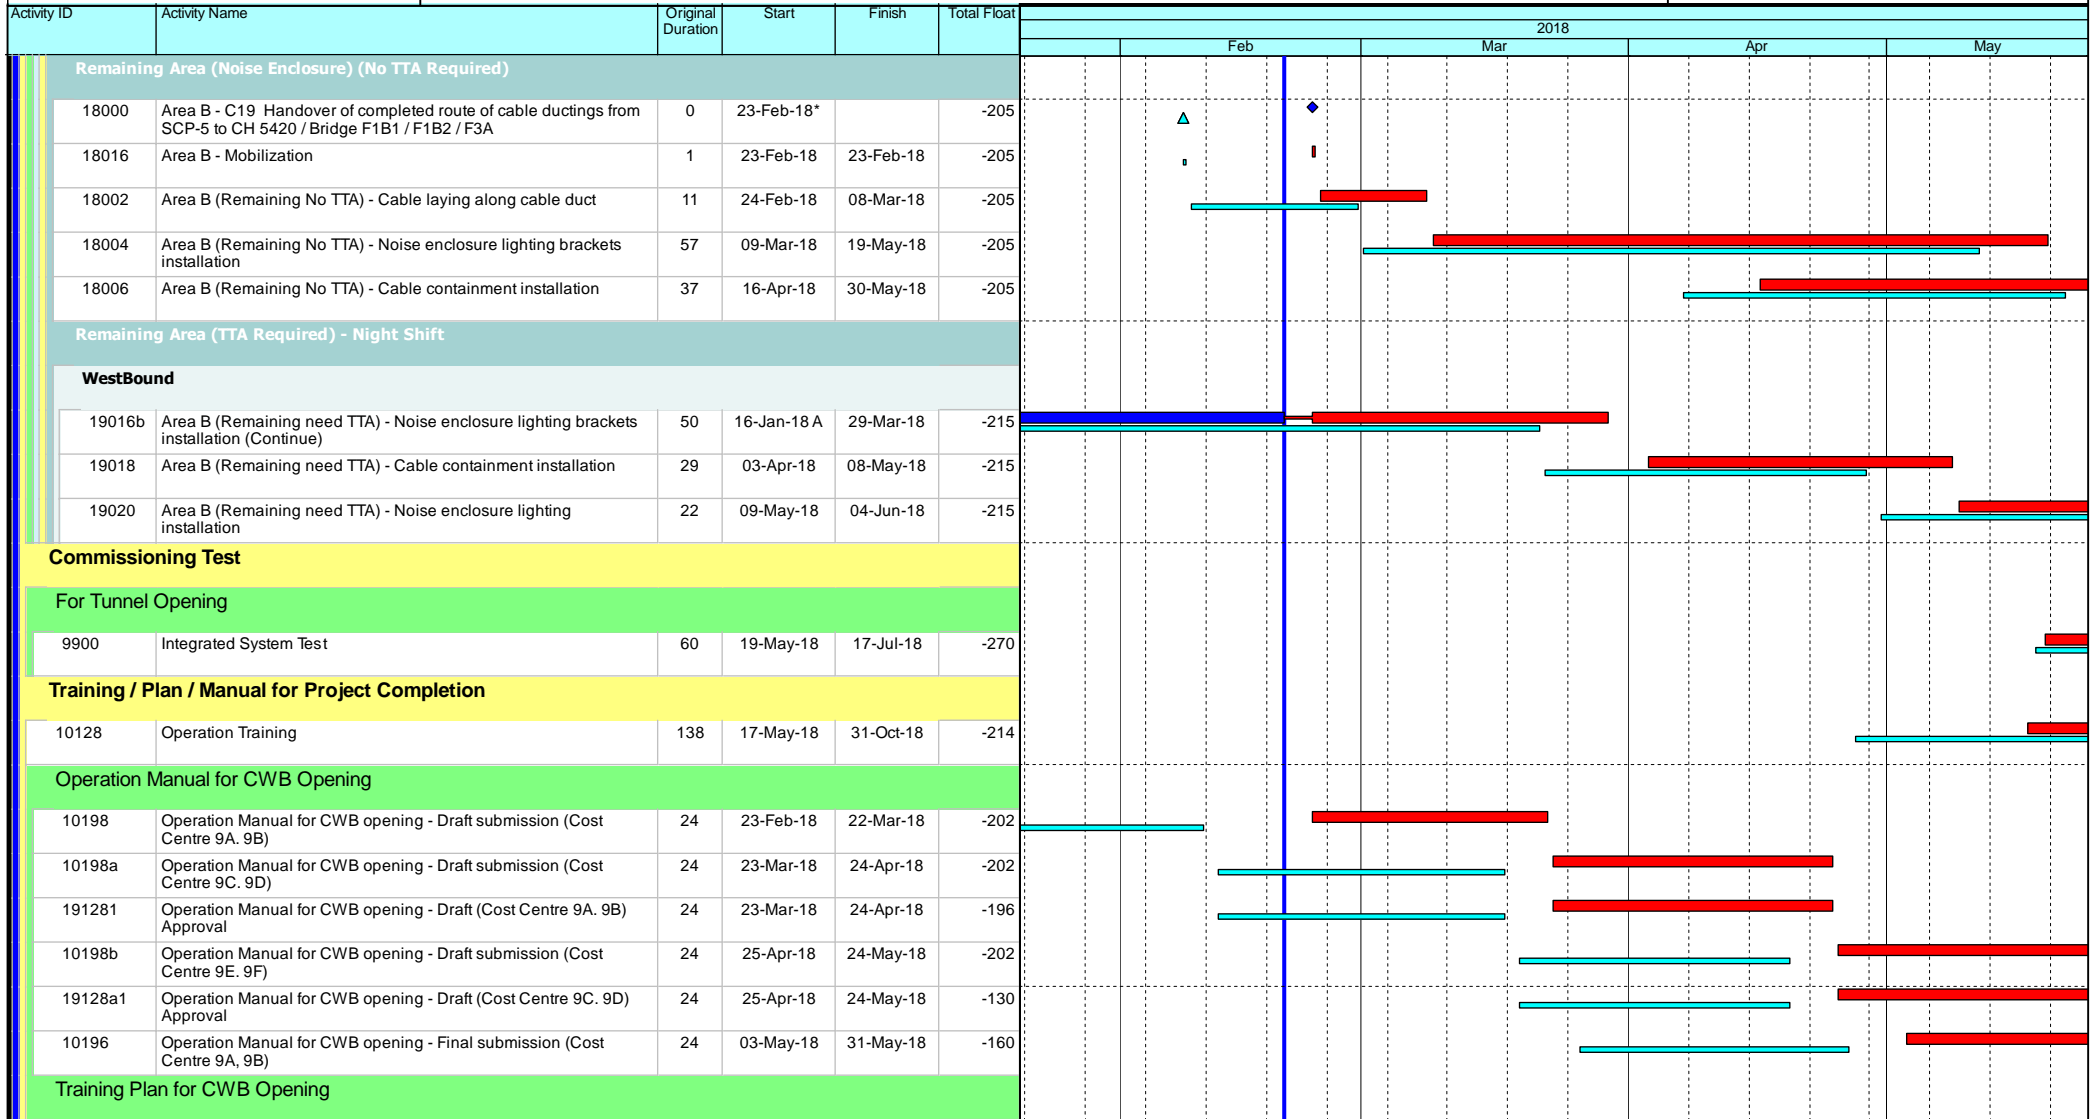 Activity ID Activity Name Original Duration Start Finish Total Float
2018
Feb Mar Apr May
Remaining Area (Noise Enclosure) (No TTA Required)
18000 Area B - C19 Handover of completed route of cable ductings from 0 23-Feb-18* -205
SCP-5 to CH 5420 / Bridge F1B1 / F1B2 / F3A
18016 Area B - Mobilization 1 23-Feb-18 23-Feb-18 -205
18002 Area B (Remaining No TTA) - Cable laying along cable duct 11 24-Feb-18 08-Mar-18 -205
18004 Area B (Remaining No TTA) - Noise enclosure lighting brackets 57 09-Mar-18 19-May-18 -205
installation
18006 Area B (Remaining No TTA) - Cable containment installation 37 16-Apr-18 30-May-18 -205
Remaining Area (TTA Required) - Night Shift
WestBound
19016b Area B (Remaining need TTA) - Noise enclosure lighting brackets 50 16-Jan-18 A 29-Mar-18 -215
installation (Continue)
19018 Area B (Remaining need TTA) - Cable containment installation 29 03-Apr-18 08-May-18 -215
19020 Area B (Remaining need TTA) - Noise enclosure lighting 22 09-May-18 04-Jun-18 -215
installation
Commissioning Test
For Tunnel Opening
9900 Integrated System Test 60 19-May-18 17-Jul-18 -270
Training / Plan / Manual for Project Completion
10128 Operation Training 138 17-May-18 31-Oct-18 -214
Operation Manual for CWB Opening
10198 Operation Manual for CWB opening - Draft submission (Cost 24 23-Feb-18 22-Mar-18 -202
Centre 9A. 9B)
10198a Operation Manual for CWB opening - Draft submission (Cost 24 23-Mar-18 24-Apr-18 -202
Centre 9C. 9D)
191281 Operation Manual for CWB opening - Draft (Cost Centre 9A. 9B) 24 23-Mar-18 24-Apr-18 -196
Approval
10198b Operation Manual for CWB opening - Draft submission (Cost 24 25-Apr-18 24-May-18 -202
Centre 9E. 9F)
19128a1 Operation Manual for CWB opening - Draft (Cost Centre 9C. 9D) 24 25-Apr-18 24-May-18 -130
Approval
10196 Operation Manual for CWB opening - Final submission (Cost 24 03-May-18 31-May-18 -160
Centre 9A, 9B)
Training Plan for CWB Opening